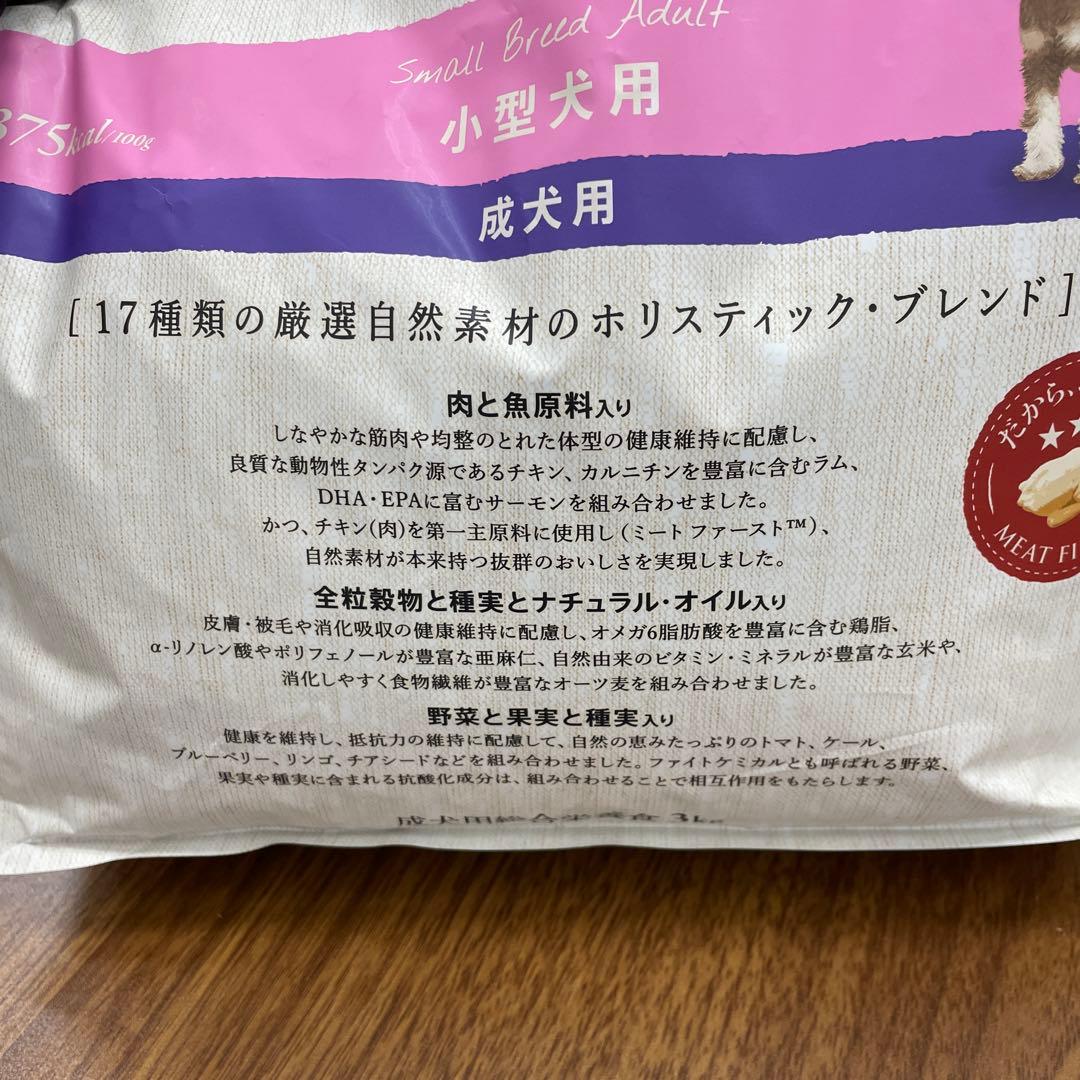 Small Breed Adult
小型犬用
375kcal/100g
成犬用
[17種類の厳選自然素材のホリスティック・ブレンド]
肉と魚原料入り
しなやかな筋肉や均整のとれた体型の健康維持に配慮し、
良質な動物性タンパク源であるチキン、カルニチンを豊富に含むラム、
DHA・EPAに富むサーモンを組み合わせました。
かつ、チキン(肉)を第一主原料に使用し(ミート ファースト™)、
自然素材が本来持つ抜群のおいしさを実現しました。
だから、
MEAT FI
全粒穀物と種実とナチュラル・オイル入り
皮膚・被毛や消化吸収の健康維持に配慮し、オメガ6脂肪酸を豊富に含む鶏脂、
α-リノレン酸やポリフェノールが豊富な亜麻仁、自然由来のビタミン・ミネラルが豊富な玄米や、
消化しやすく食物繊維が豊富なオーツ麦を組み合わせました。
野菜と果実と種実入り
健康を維持し、抵抗力の維持に配慮して、自然の恵みたっぷりのトマト、ケール、
ブルーベリー、リンゴ、チアシードなどを組み合わせました。ファイトケミカルとも呼ばれる野菜、
果実や種実に含まれる抗酸化成分は、組み合わせることで相互作用をもたらします。
成犬用総合栄養食 3kg